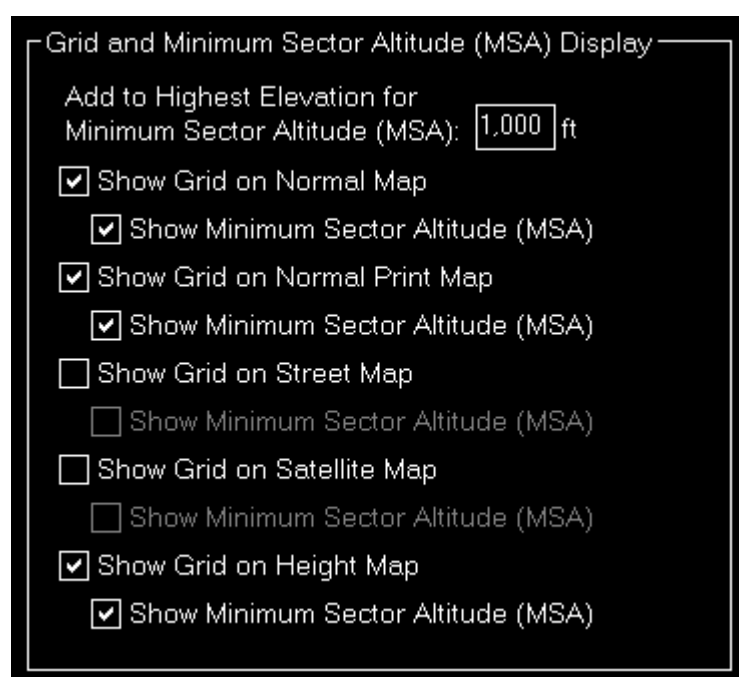 Grid and Minimum Sector Altitude (MSA) Display
Add to Highest Elevation for
Minimum Sector Altitude (MSA): 1,000 ft
Show Grid on Normal Map
Show Minimum Sector Altitude (MSA)
Show Grid on Normal Print Map
Show Minimum Sector Altitude (MSA)
Show Grid on Street Map
Show Minimum Sector Altitude (MSA)
Show Grid on Satellite Map
Show Minimum Sector Altitude (MSA)
Show Grid on Height Map
Show Minimum Sector Altitude (MSA)